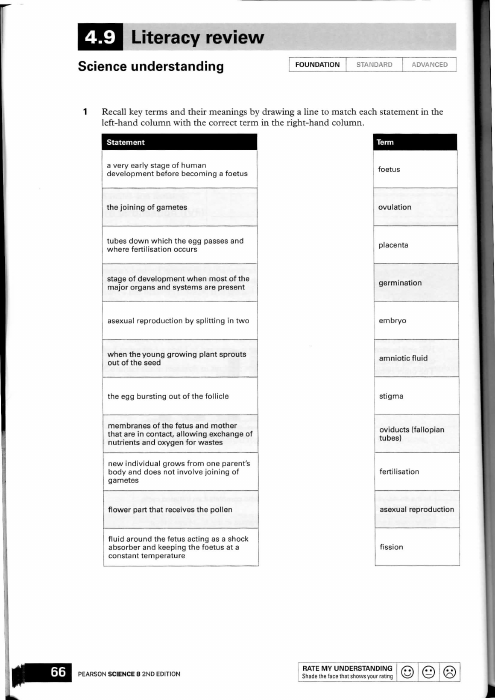 4.9 Literacy review
Science understanding
FOUNDATION STANDARD ADVANCED
1 Recall key terms and their meanings by drawing a line to match each statement in the
left-hand column with the correct term in the right-hand column.
Statement
Term
a very early stage of human
development before becoming a foetus
foetus
the joining of gametes
ovulation
tubes down which the egg passes and
where fertilisation occurs
placenta
stage of development when most of the
major organs and systems are present
germination
asexual reproduction by splitting in two
embryo
when the young growing plant sprouts
out of the seed
amniotic fluid
the egg bursting out of the follicle
stigma
membranes of the fetus and mother
that are in contact, allowing exchange of
nutrients and oxygen for wastes
oviducts (fallopian
tubes)
new individual grows from one parent's
body and does not involve joining of
gametes
fertilisation
flower part that receives the pollen
asexual reproduction
fluid around the fetus acting as a shock
absorber and keeping the foetus at a
constant temperature
fission
66 PEARSON SCIENCE 8 2ND EDITION
RATE MY UNDERSTANDING
Shade the face that shows your rating